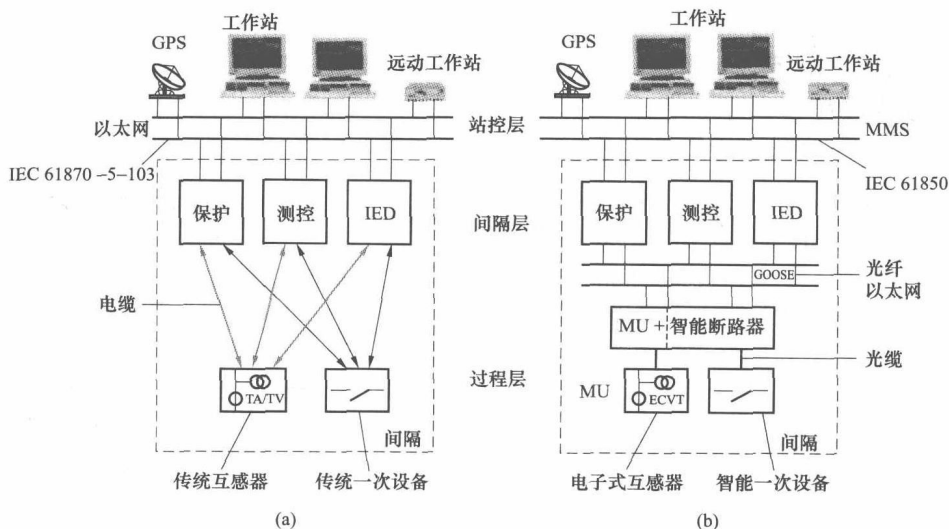 工作站
GPS
远动工作站
以太网
IEC 61870-5-103
保护
测控
IED
电缆
TA/TV
间隔
传统互感器
传统一次设备
(a)
站控层
间隔层
过程层
工作站
GPS
远动工作站
MMS
IEC 61850
保护
测控
IED
GOOSE
光纤
以太网
MU + 智能断路器
光缆
MU
ECVT
间隔
电子式互感器
智能一次设备
(b)